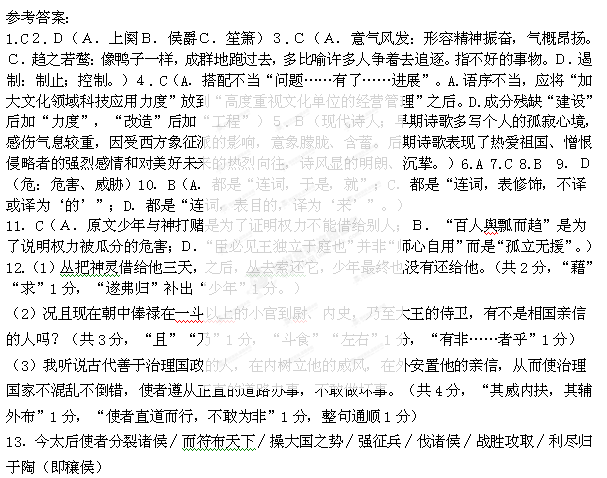 参考答案：
1.C２．D（Ａ．上阕Ｂ．侯爵Ｃ．笙箫）３.C（Ａ．意气风发：形容精神振奋，气概昂扬。
Ｃ．趋之若鹜：像鸭子一样，成群地跑过去，多比喻许多人争着去追逐。指不好的事物。Ｄ．遏
制：制止；控制。）４.C（A．搭配不当“问题……有了……进展”。A.语序不当，应将“加
大文化领域科技应用力度”放到“高度重视文化单位的经营管理”之后。D.成分残缺“建设”
后加“力度”，“改造”后加“工程”）５.B（现代诗人，早期诗歌多写个人的孤寂心境，
感伤气息较重，因受西方象征派的影响，意象朦胧、含蓄。后期诗歌表现了热爱祖国、憎恨
侵略者的强烈感情和对美好未来的热烈向往，诗风显的明朗、沉挚。）6.A 7.C 8.B 9. D
（危：危害、威胁）10. B（A. 都是“连词，于是，就”；C. 都是“连词，表修饰，不译
或译为‘的’”；D. 都是“连词，表目的，译为‘来’”。）
11. C（Ａ．原文少年与神打赌是为了证明权力不能借给别人；Ｂ．“百人舆瓢而趋”是为
了说明权力被瓜分的危害；Ｄ．“臣必见王独立于庭也”并非“师心自用”而是“孤立无援”。）
12.（1）丛把神灵借给他三天，之后，丛去索还它，少年最终也没有还给他。（共２分，“藉”
“求”1分，“遂弗归”补出“少年”1分。）
（2）况且现在朝中俸禄在一斗以上的小官到尉、内史，乃至大王的侍卫，有不是相国亲信
的人吗？（共３分，“且”“乃”1分，“斗食”“左右”1分，“有非……者乎”1分）
（3）我听说古代善于治理国政的人，在内树立他的威风，在外安置他的亲信，从而使治理
国家不混乱不倒错，使者遵从正直的道路办事，不敢做坏事。（共４分，“其威内扶，其辅
外布”1分，“使者直道而行，不敢为非”1分，整句通顺1分）
13. 今太后使者分裂诸侯／而符布天下／操大国之势／强征兵／伐诸侯／战胜攻取／利尽归
于陶（即穰侯）